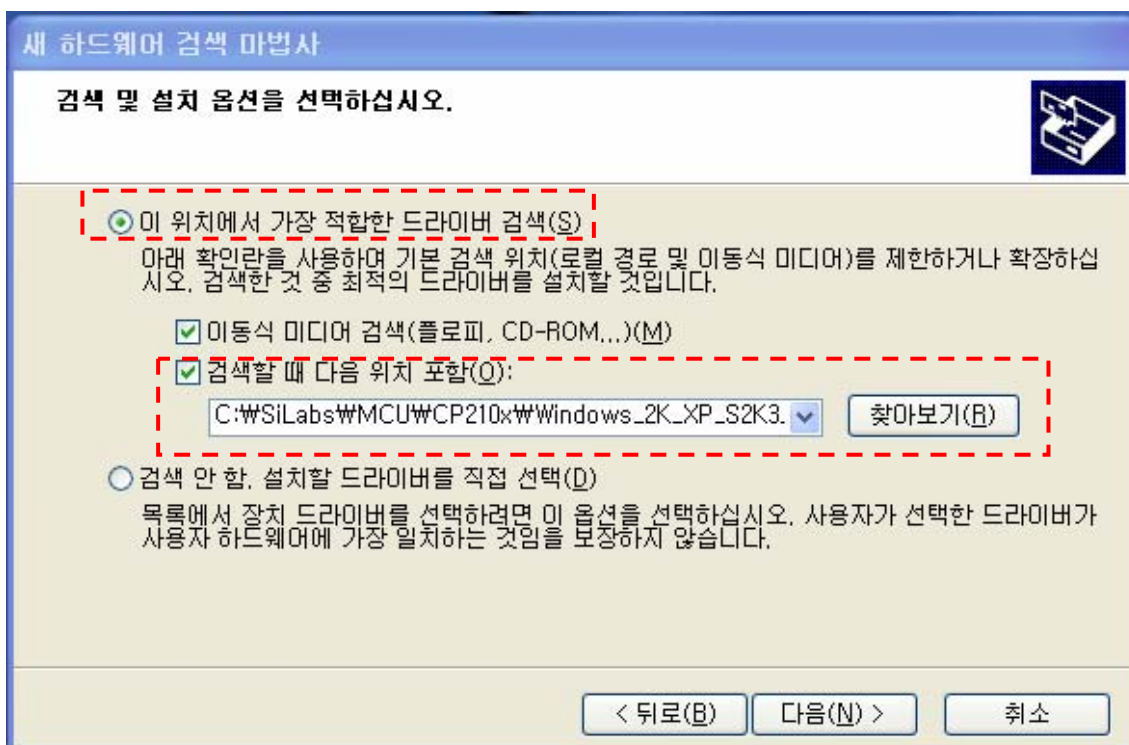 새 하드웨어 검색 마법사
검색 및 설치 옵션을 선택하십시오.
이 위치에서 가장 적합한 드라이버 검색(S)
아래 확인란을 사용하여 기본 검색 위치(로컬 경로 및 이동식 미디어)를 제한하거나 확장하십
시오. 검색한 것 중 최적의 드라이버를 설치할 것입니다.
이동식 미디어 검색(플로피, CD-ROM...)(M)
검색할 때 다음 위치 포함(O):
C:₩SiLabs₩MCU₩CP210x₩Windows_2K_XP_S2K3. 찾아보기(R)
검색 안 함. 설치할 드라이버를 직접 선택(D)
목록에서 장치 드라이버를 선택하려면 이 옵션을 선택하십시오. 사용자가 선택한 드라이버가
사용자 하드웨어에 가장 일치하는 것임을 보장하지 않습니다.
< 뒤로(B) 다음(N) > 취소